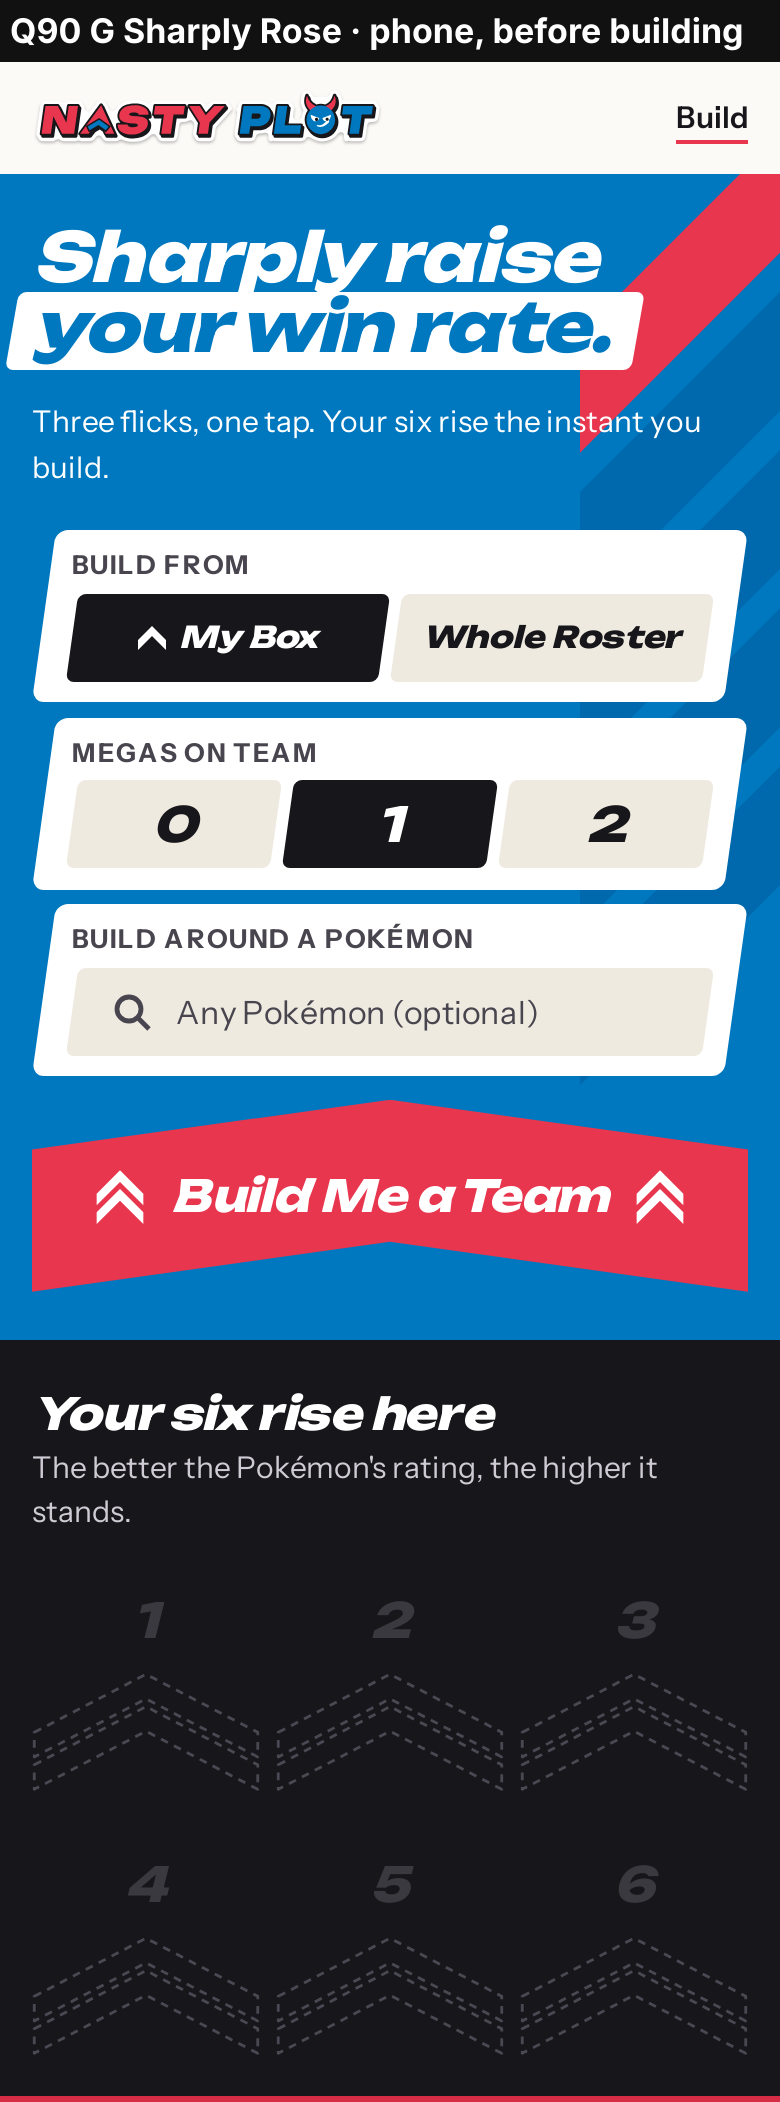 Q90 G Sharply Rose · phone, before building
NASTY PLOT
Build
Sharply raise
your win rate.
Three flicks, one tap. Your six rise the instant you
build.
BUILD FROM
My Box
Whole Roster
MEGAS ON TEAM
0
1
2
BUILD AROUND A POKÉMON
Any Pokémon (optional)
Build Me a Team
Your six rise here
The better the Pokémon's rating, the higher it
stands.
1
2
3
4
5
6